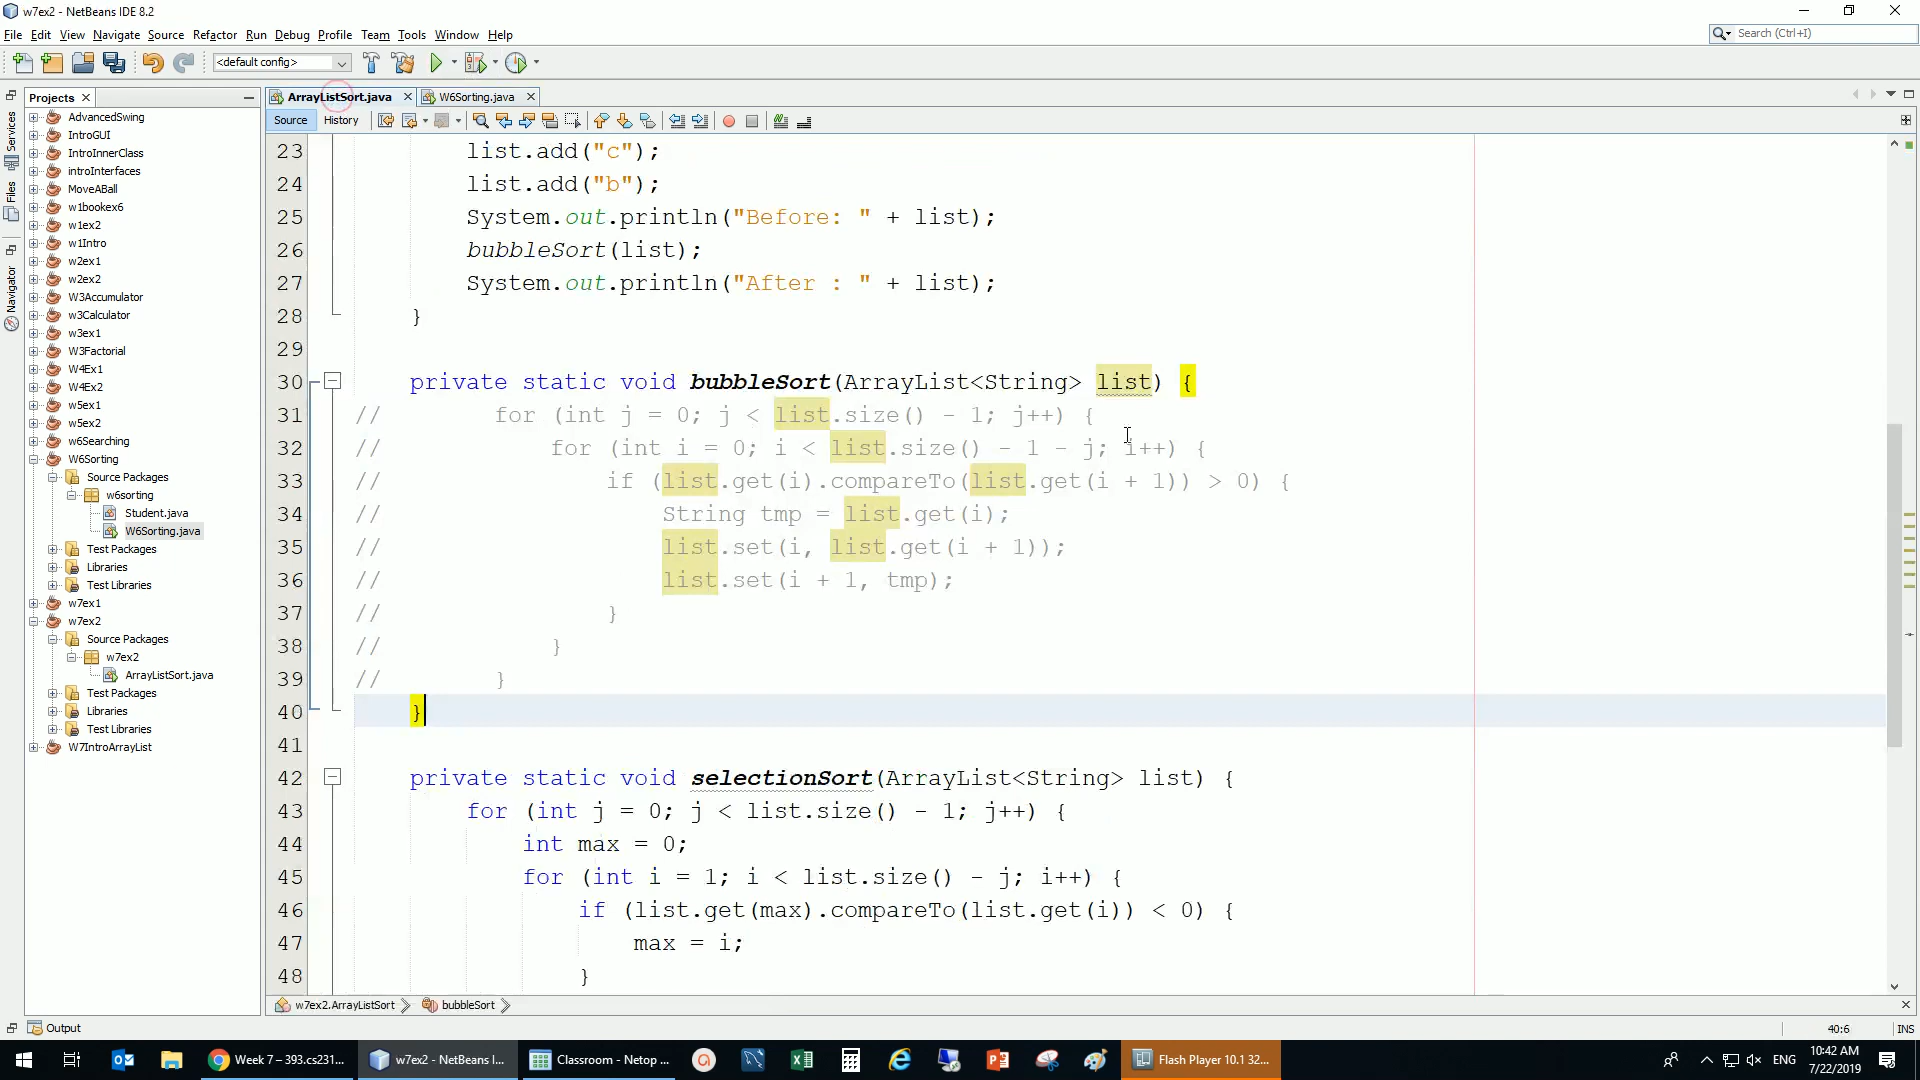 w7ex2 - NetBeans IDE 8.2
File Edit View Navigate Source Refactor Run Debug Profile Team Tools Window Help
Search (Ctrl+I)
<default config>
Projects
ArrayListSort.java
W6Sorting.java
Source History
Services
Files
Navigator
AdvancedSwing
IntroGUI
IntroInnerClass
introInterfaces
MoveABall
w1bookex6
w1ex2
w1Intro
w2ex1
w2ex2
W3Accumulator
w3Calculator
w3ex1
W3Factorial
W4Ex1
W4Ex2
w5ex1
w5ex2
w6Searching
W6Sorting
Source Packages
w6sorting
Student.java
W6Sorting.java
Test Packages
Libraries
Test Libraries
w7ex1
w7ex2
Source Packages
w7ex2
ArrayListSort.java
Test Packages
Libraries
Test Libraries
W7IntroArrayList
23 list.add("c");
24 list.add("b");
25 System.out.println("Before: " + list);
26 bubbleSort(list);
27 System.out.println("After : " + list);
28 }
29
30 private static void bubbleSort(ArrayList<String> list) {
31 // for (int j = 0; j < list.size() - 1; j++) {
32 // for (int i = 0; i < list.size() - 1 - j; i++) {
33 // if (list.get(i).compareTo(list.get(i + 1)) > 0) {
34 // String tmp = list.get(i);
35 // list.set(i, list.get(i + 1));
36 // list.set(i + 1, tmp);
37 // }
38 // }
39 // }
40 }
41
42 private static void selectionSort(ArrayList<String> list) {
43 for (int j = 0; j < list.size() - 1; j++) {
44 int max = 0;
45 for (int i = 1; i < list.size() - j; i++) {
46 if (list.get(max).compareTo(list.get(i)) < 0) {
47 max = i;
48 }
w7ex2.ArrayListSort bubbleSort
Output
40:6 INS
Week 7 – 393.cs231...
w7ex2 - NetBeans I...
Classroom - Netop ...
Flash Player 10.1 32...
ENG
10:42 AM
7/22/2019